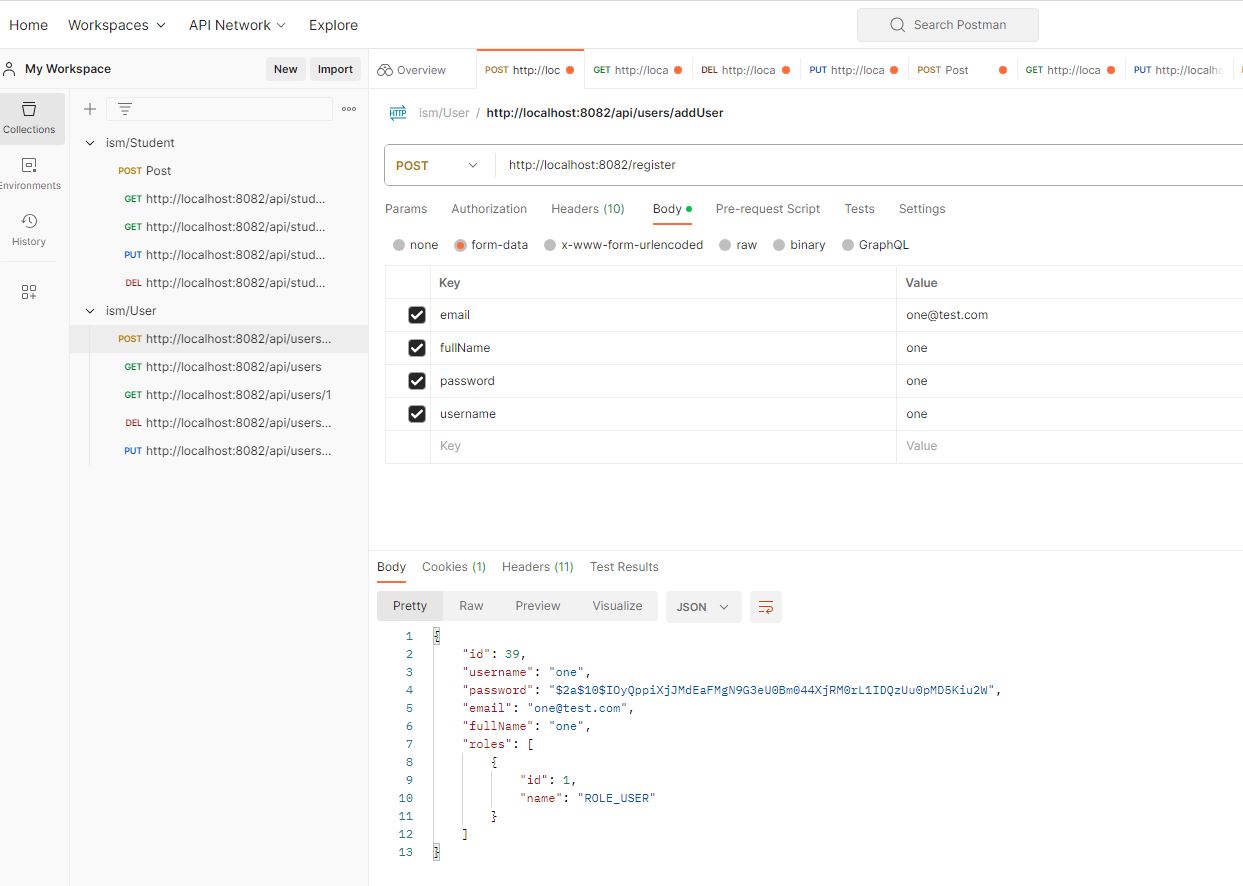 Home Workspaces API Network Explore Search Postman
My Workspace New Import
Overview POST http://loc GET http://loca DEL http://loca PUT http://loca POST Post GET http://loca PUT http://localho
Collections
Environments
History
ism/Student
POST Post
GET http://localhost:8082/api/stud...
GET http://localhost:8082/api/stud...
PUT http://localhost:8082/api/stud...
DEL http://localhost:8082/api/stud...
ism/User
POST http://localhost:8082/api/users...
GET http://localhost:8082/api/users
GET http://localhost:8082/api/users/1
DEL http://localhost:8082/api/users...
PUT http://localhost:8082/api/users...
HTTP ism/User / http://localhost:8082/api/users/addUser
POST http://localhost:8082/register
Params Authorization Headers (10) Body Pre-request Script Tests Settings
none form-data x-www-form-urlencoded raw binary GraphQL
Key Value
email one@test.com
fullName one
password one
username one
Key Value
Body Cookies (1) Headers (11) Test Results
Pretty Raw Preview Visualize JSON
1 {
2 "id": 39,
3 "username": "one",
4 "password": "$2a$10$IOyQppiXjJMdEaFMgN9G3eU0Bm044XjRM0rL1IDQzUu0pMD5Kiu2W",
5 "email": "one@test.com",
6 "fullName": "one",
7 "roles": [
8 {
9 "id": 1,
10 "name": "ROLE_USER"
11 }
12 ]
13 }